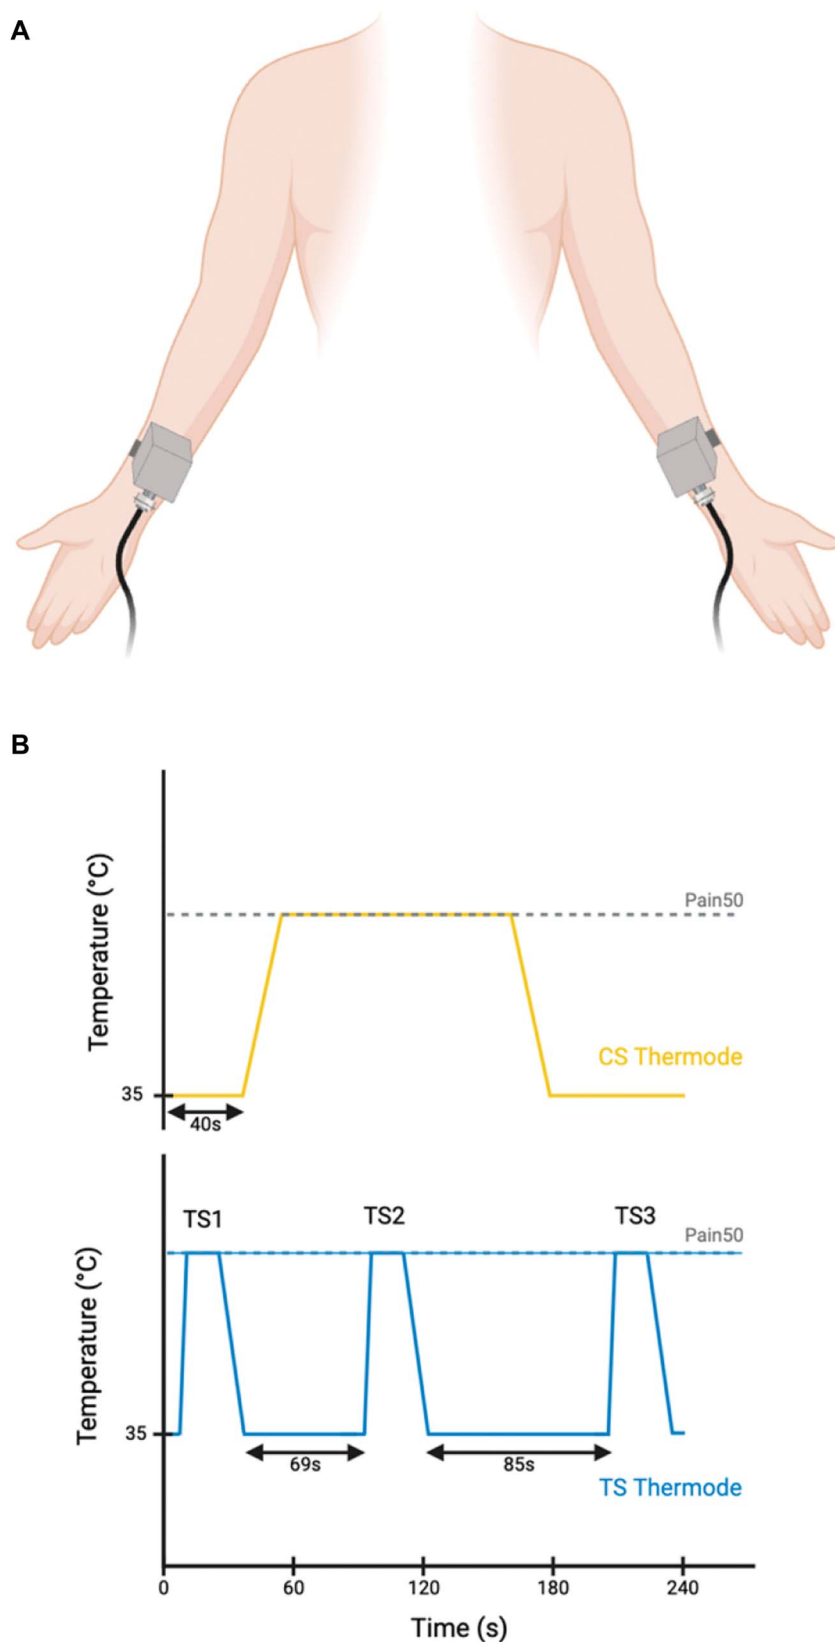 A
B
Temperature (°C)
Pain50
CS Thermode
35
40s
TS1
TS2
TS3
Pain50
Temperature (°C)
35
69s
85s
TS Thermode
0
60
120
180
240
Time (s)